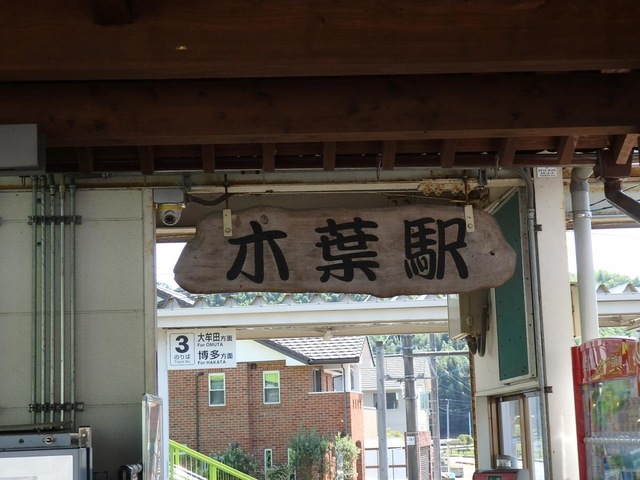 木葉駅
3
のりば
Track No.
大牟田方面
For OMUTA
博多方面
For HAKATA